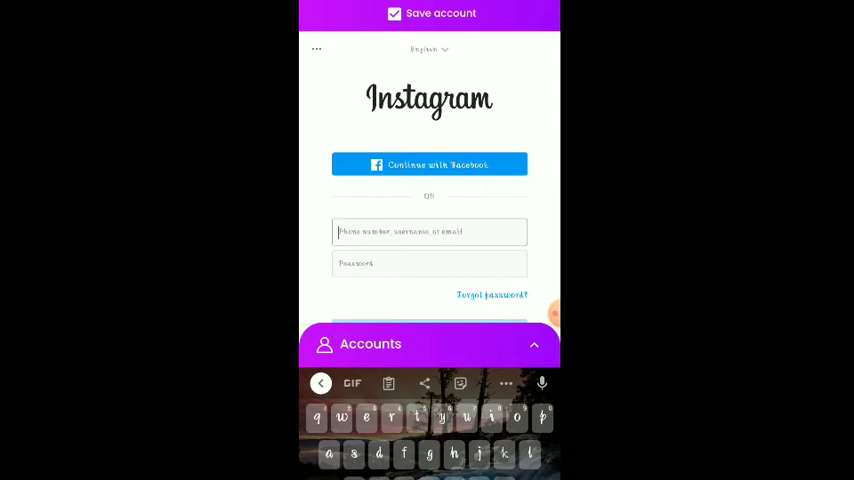 Save account
English
Instagram
Continue with Facebook
OR
Phone number, username, or email
Password
Forgot password?
Accounts
GIF
q w e r t y u i o p
a s d f g h j k l